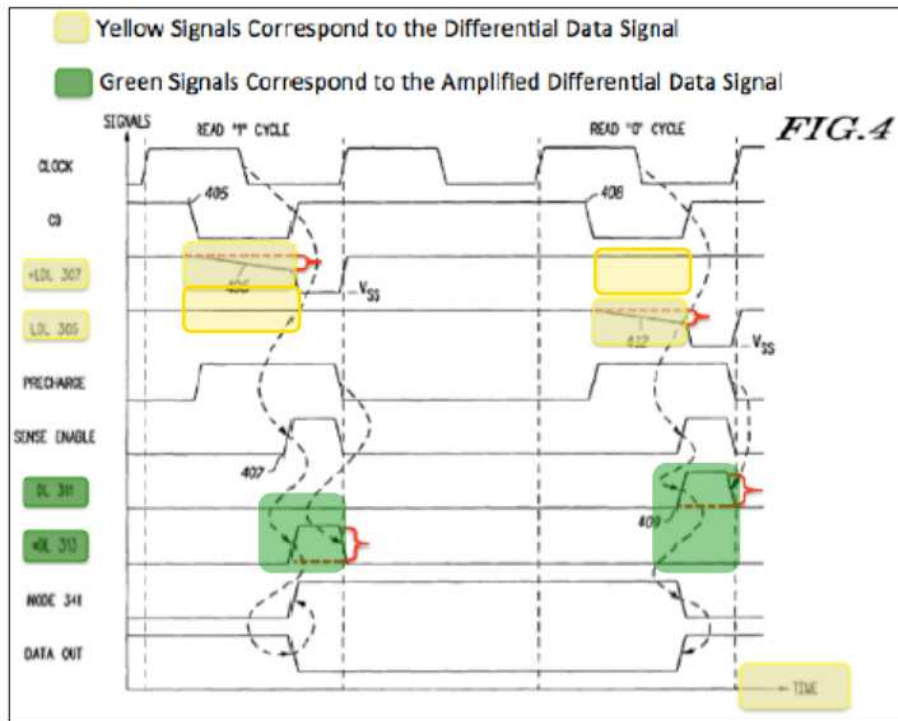 Yellow Signals Correspond to the Differential Data Signal
Green Signals Correspond to the Amplified Differential Data Signal
SIGNALS
READ "1" CYCLE
READ "0" CYCLE
FIG.4
CLOCK
405
408
CD
*LDL 307
406
VSS
LDL 305
412
VSS
PRECHARGE
SENSE ENABLE
407
DL 311
409
*DL 313
NODE 341
DATA OUT
TIME